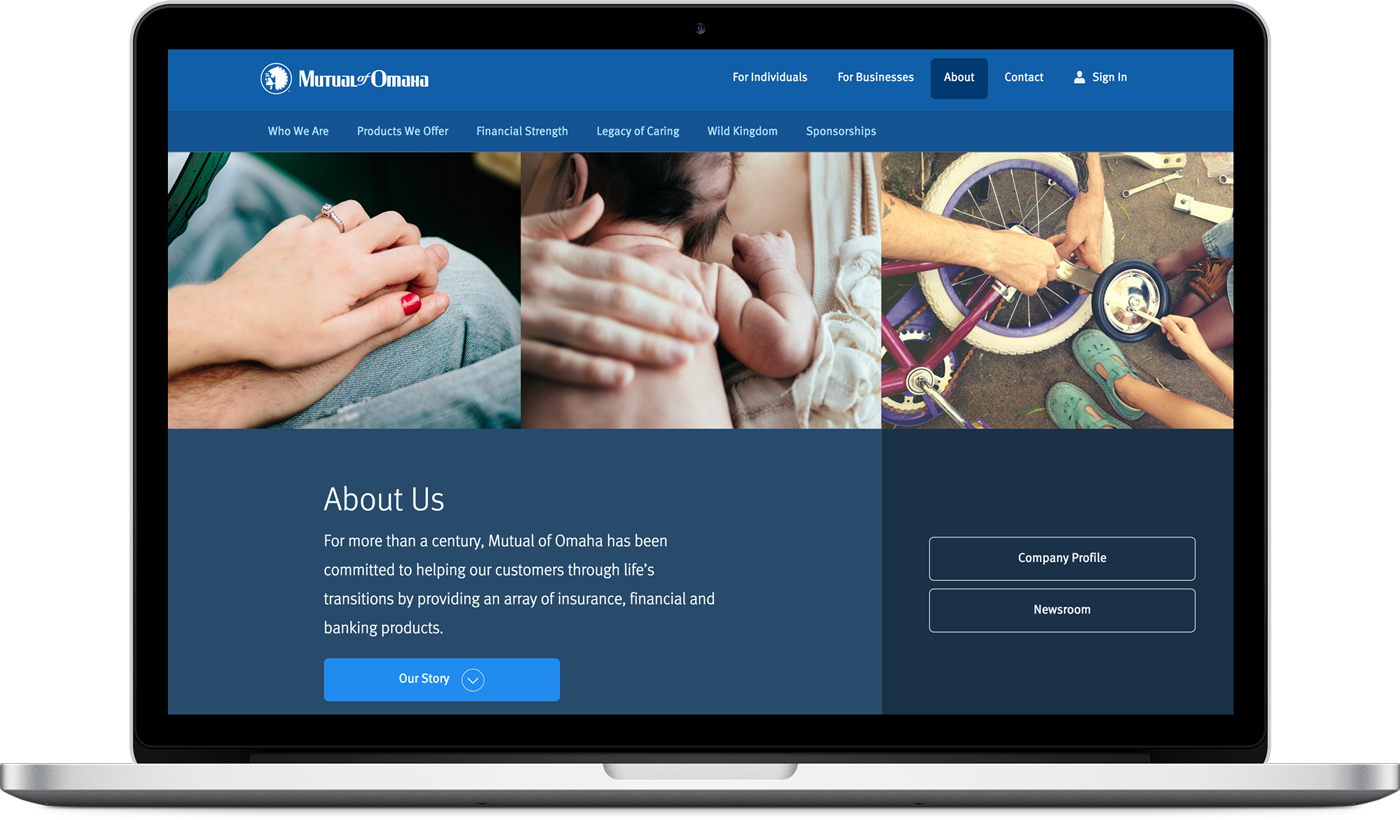 Mutual of Omaha
For Individuals
For Businesses
About
Contact
Sign In
Who We Are
Products We Offer
Financial Strength
Legacy of Caring
Wild Kingdom
Sponsorships
About Us
For more than a century, Mutual of Omaha has been
committed to helping our customers through life’s
transitions by providing an array of insurance, financial and
banking products.
Our Story
Company Profile
Newsroom